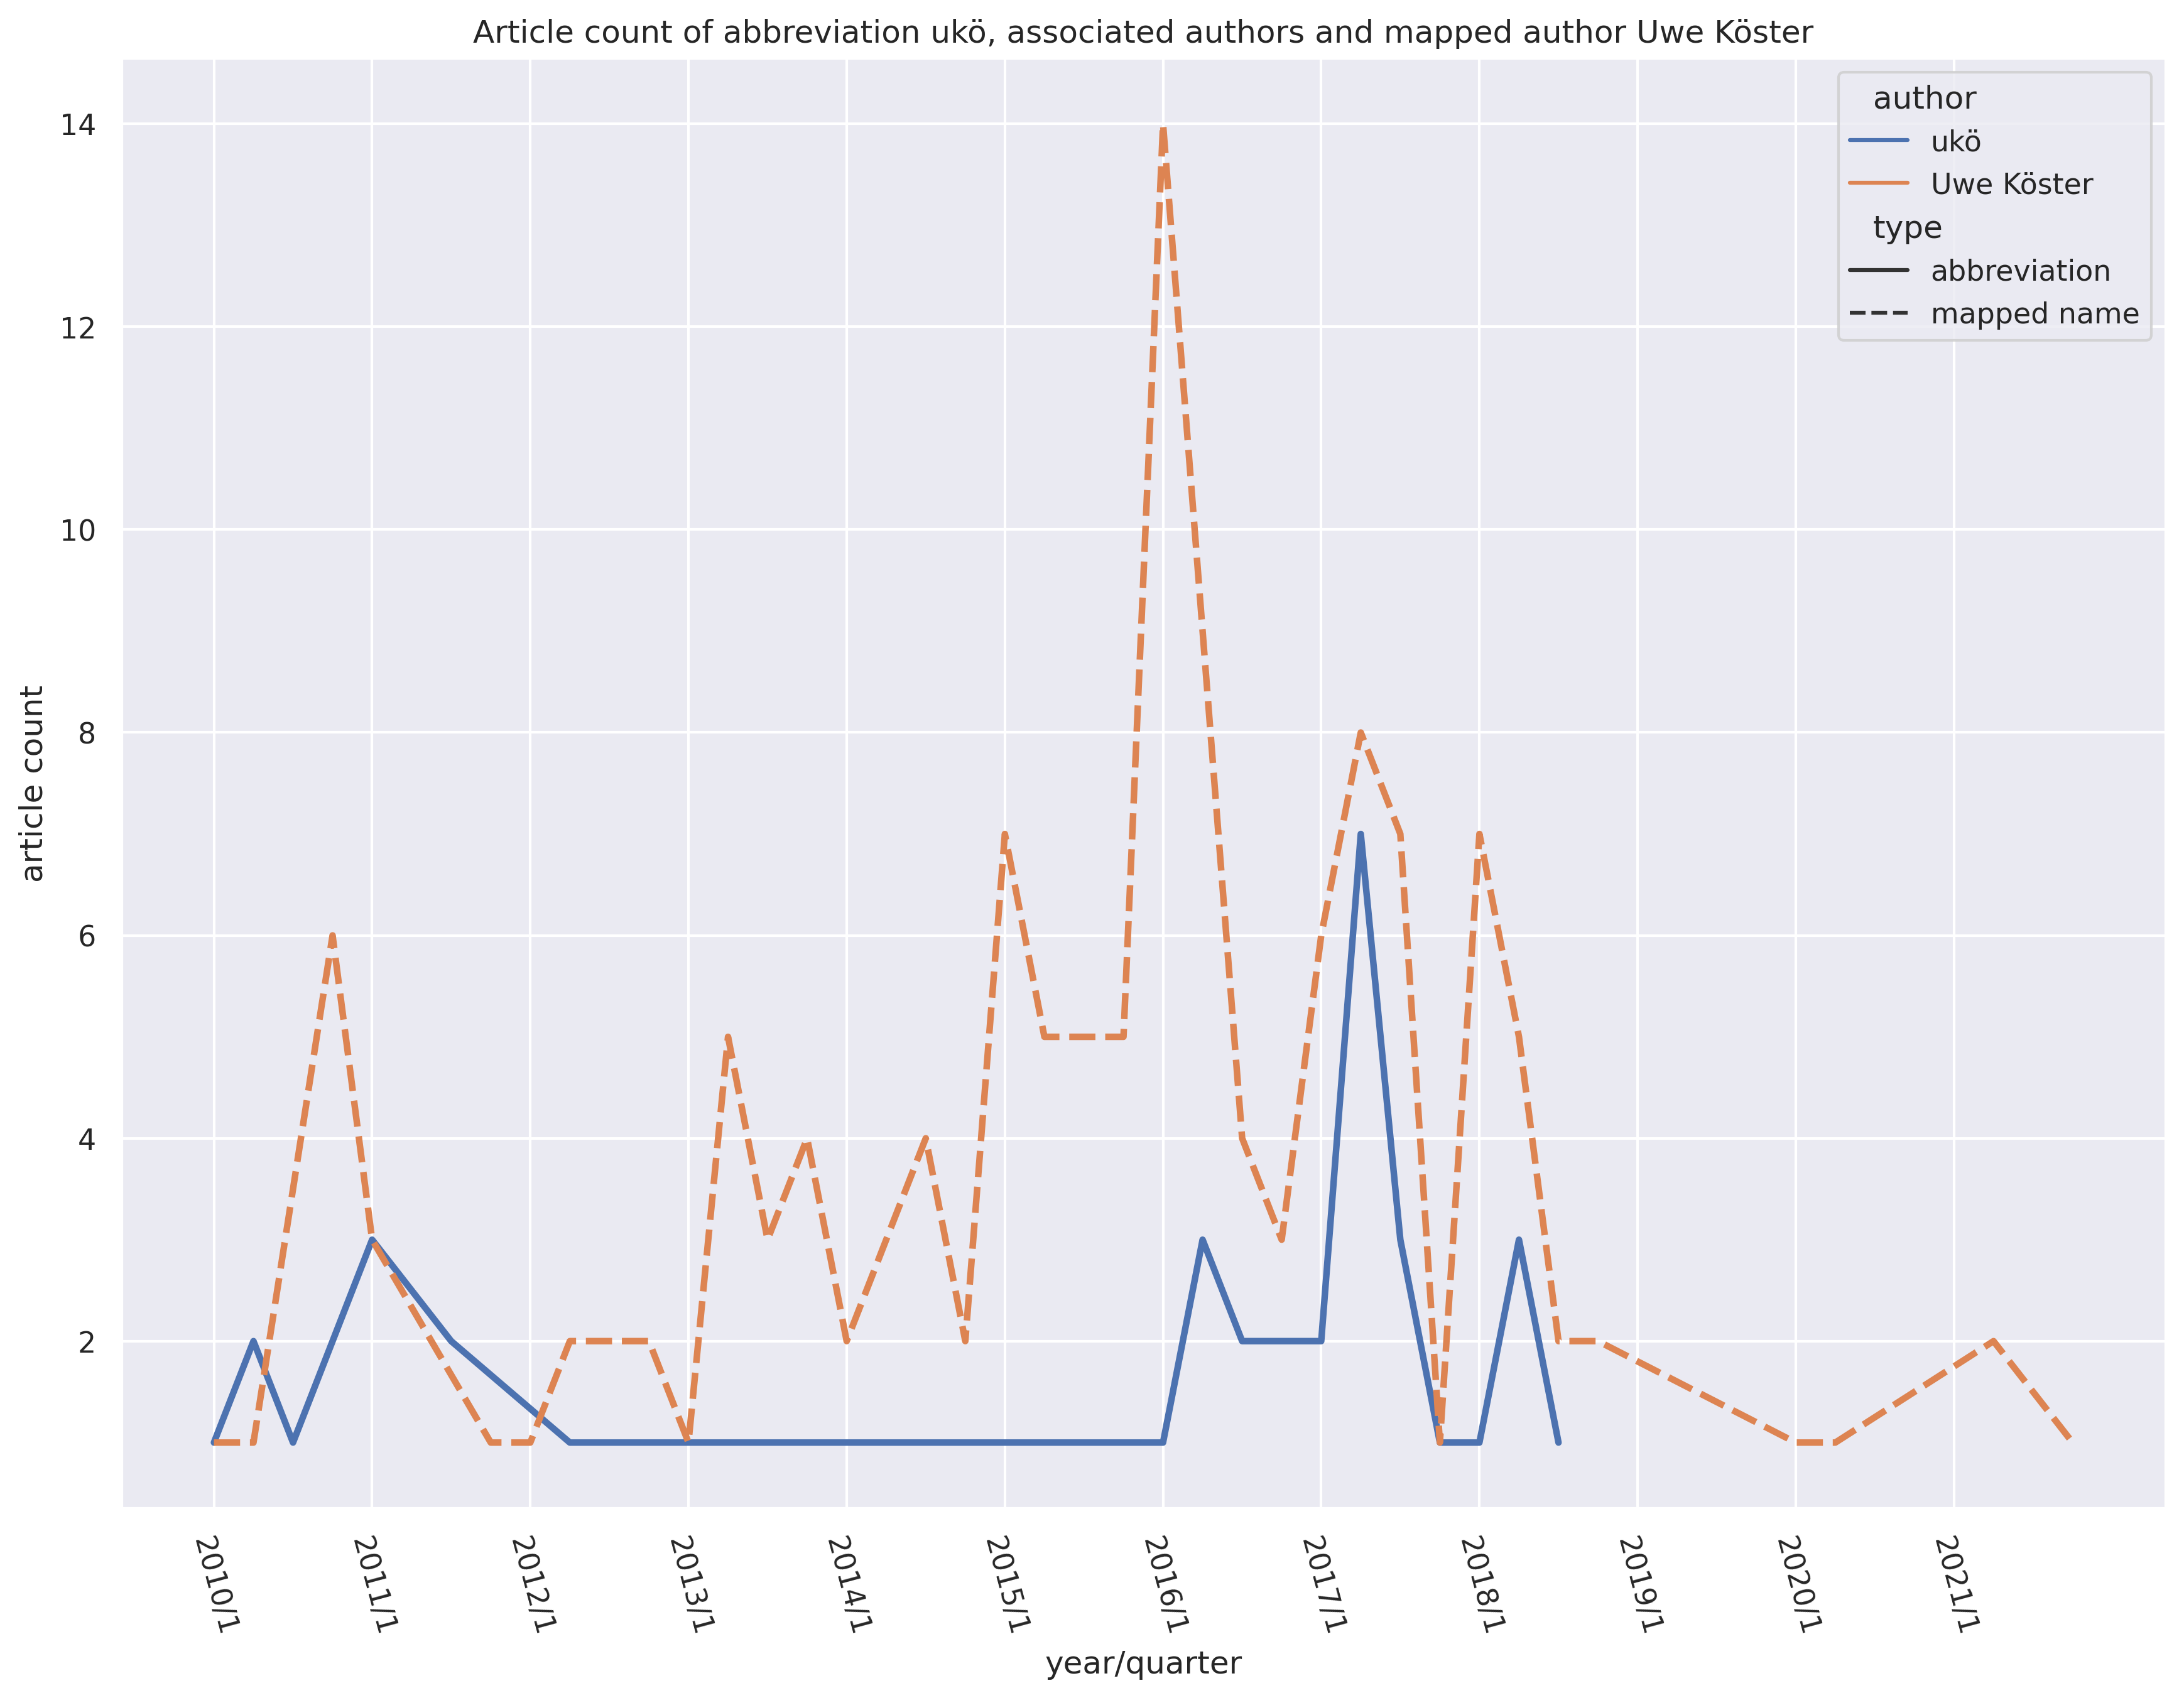 Article count of abbreviation ukö, associated authors and mapped author Uwe Köster
author
ukö
Uwe Köster
type
abbreviation
mapped name
article count
14
12
10
8
6
4
2
2010/1
2011/1
2012/1
2013/1
2014/1
2015/1
2016/1
2017/1
2018/1
2019/1
2020/1
2021/1
year/quarter